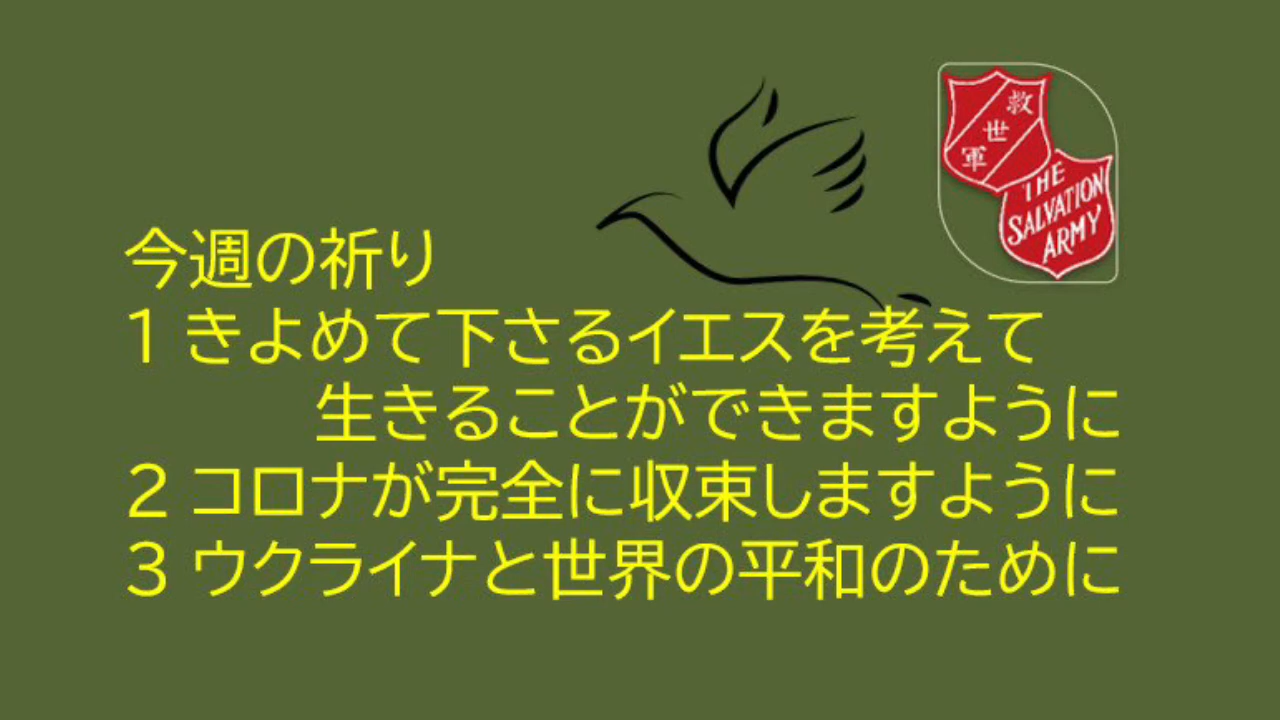 救
世
軍
THE
SALVATION
ARMY
今週の祈り
1 きよめて下さるイエスを考えて
生きることができますように
2 コロナが完全に収束しますように
3 ウクライナと世界の平和のために